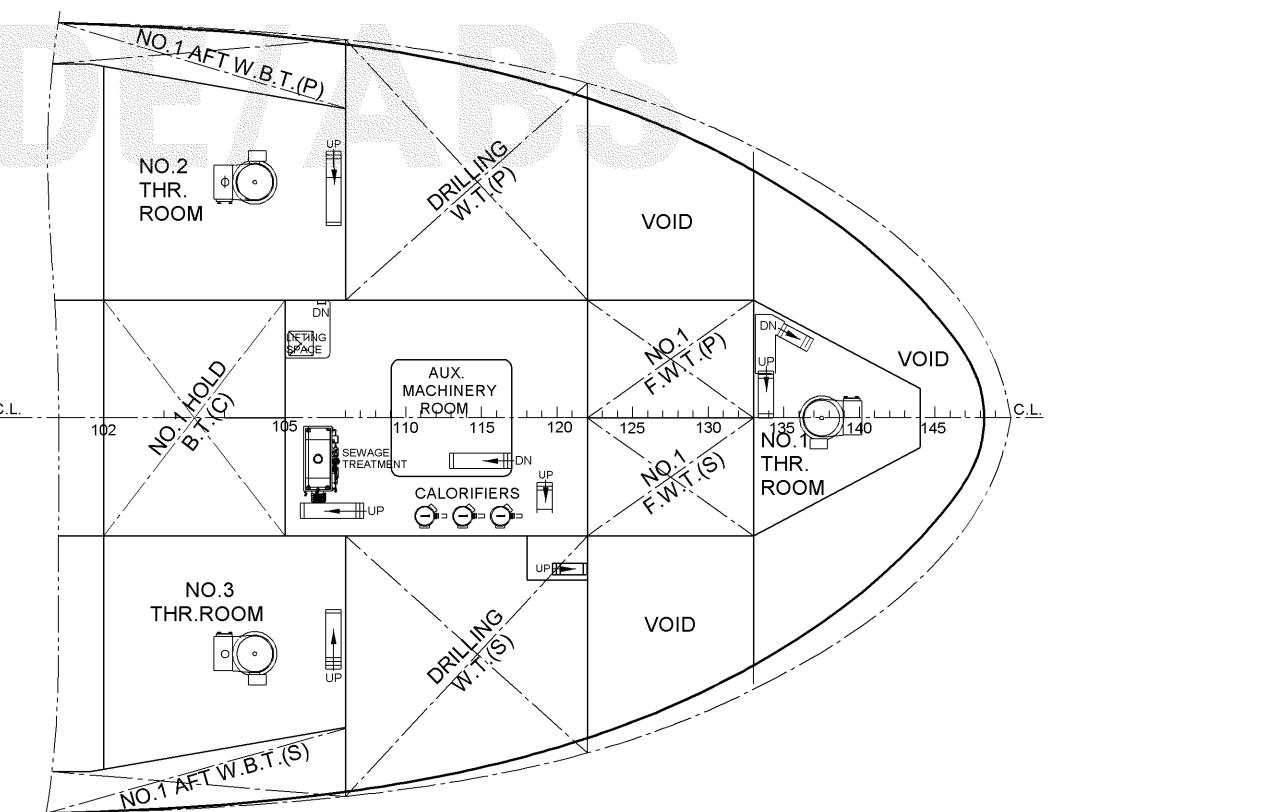 DE/ABS
NO.1 AFT W.B.T.(P)
NO.2
THR.
ROOM
UP
DRILLING
W.T.(P)
VOID
DN
LIFTING
SPACE
NO.1 HOLD
B.T.(C)
AUX.
MACHINERY
ROOM
NO.1
F.W.T.(P)
DN
UP
VOID
C.L.
C.L.
102
105
110
115
120
125
130
135
140
145
SEWAGE
TREATMENT
DN
UP
CALORIFIERS
UP
NO.1
F.W.T.(S)
NO.1
THR.
ROOM
UP
NO.3
THR.ROOM
UP
DRILLING
W.T.(S)
VOID
NO.1 AFT W.B.T.(S)